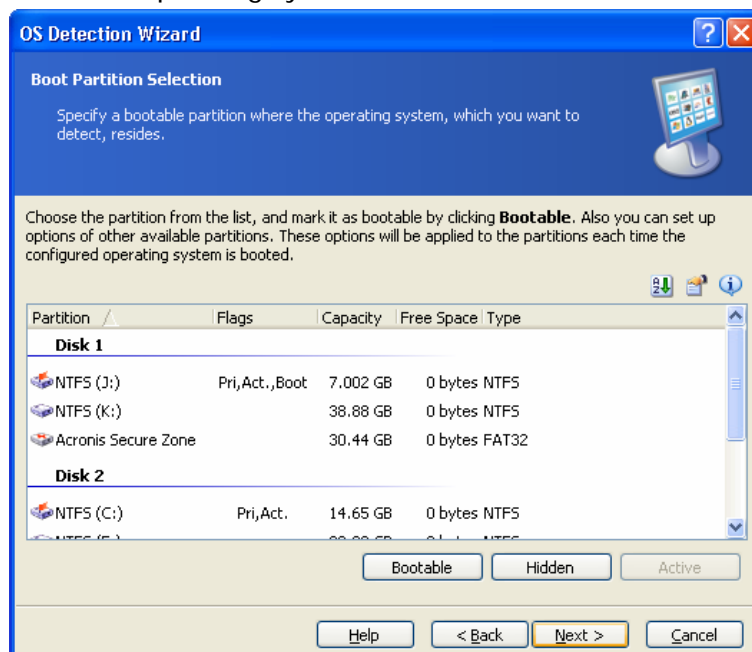 OS Detection Wizard
Boot Partition Selection
Specify a bootable partition where the operating system, which you want to
detect, resides.
Choose the partition from the list, and mark it as bootable by clicking Bootable. Also you can set up
options of other available partitions. These options will be applied to the partitions each time the
configured operating system is booted.
Partition Flags Capacity Free Space Type
Disk 1
NTFS (J:) Pri,Act.,Boot 7.002 GB 0 bytes NTFS
NTFS (K:) 38.88 GB 0 bytes NTFS
Acronis Secure Zone 30.44 GB 0 bytes FAT32
Disk 2
NTFS (C:) Pri,Act. 14.65 GB 0 bytes NTFS
Bootable Hidden Active
Help < Back Next > Cancel